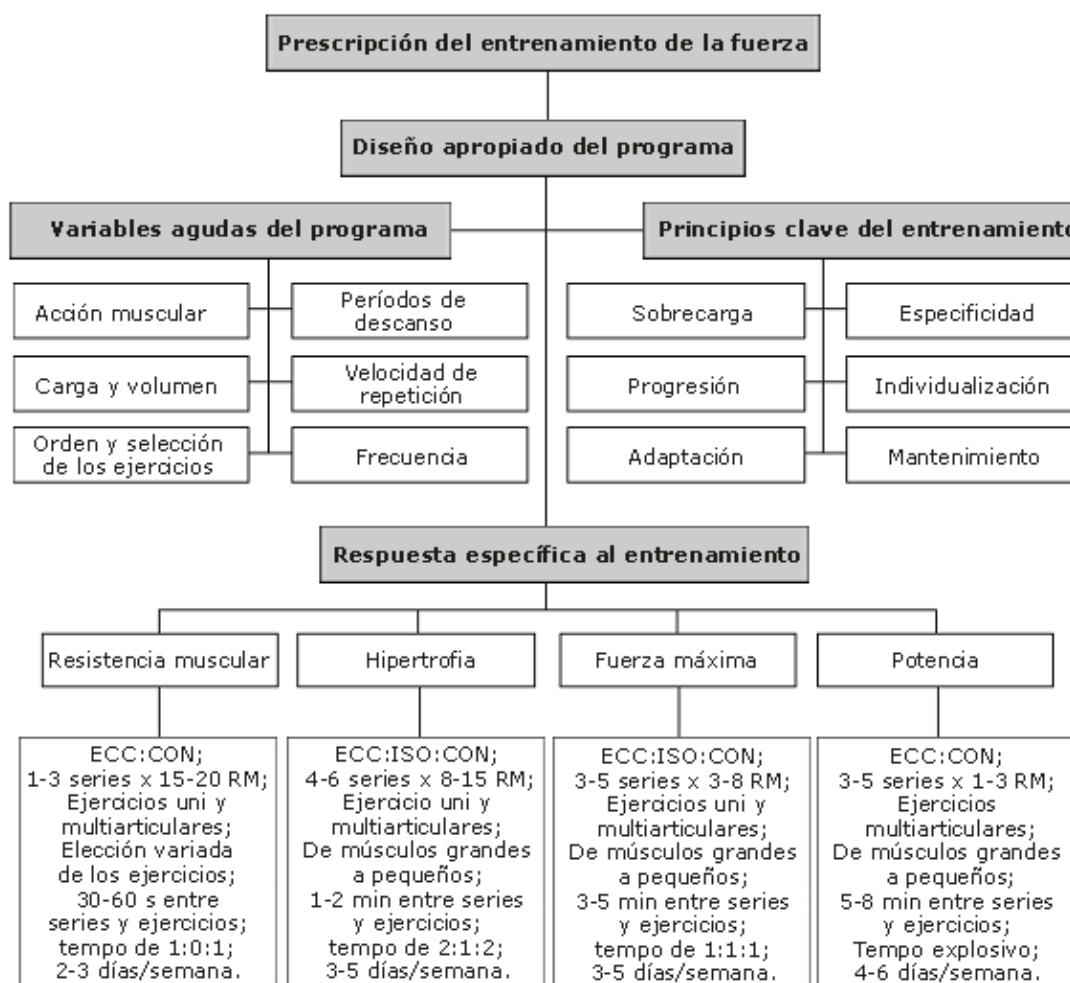 Prescripción del entrenamiento de la fuerza
Diseño apropiado del programa
Variables agudas del programa
Acción muscular
Períodos de
descanso
Carga y volumen
Velocidad de
repetición
Orden y selección
de los ejercicios
Frecuencia
Principios clave del entrenamiento
Sobrecarga
Especificidad
Progresión
Individualización
Adaptación
Mantenimiento
Respuesta específica al entrenamiento
Resistencia muscular
Hipertrofia
Fuerza máxima
Potencia
ECC:CON;
1-3 series x 15-20 RM;
Ejercicios uni y
multiarticulares;
Elección variada
de los ejercicios;
30-60 s entre
series y ejercicios;
tempo de 1:0:1;
2-3 días/semana.
ECC:ISO:CON;
4-6 series x 8-15 RM;
Ejercicio uni y
multiarticulares;
De músculos grandes
a pequeños;
1-2 min entre series
y ejercicios;
tempo de 2:1:2;
3-5 días/semana.
ECC:ISO:CON;
3-5 series x 3-8 RM;
Ejercicios uni y
multiarticulares;
De músculos grandes
a pequeños;
3-5 min entre series
y ejercicios;
tempo de 1:1:1;
3-5 días/semana.
ECC:CON;
3-5 series x 1-3 RM;
Ejercicios
multiarticulares;
De músculos grandes
a pequeños;
5-8 min entre series
y ejercicios;
Tempo explosivo;
4-6 días/semana.